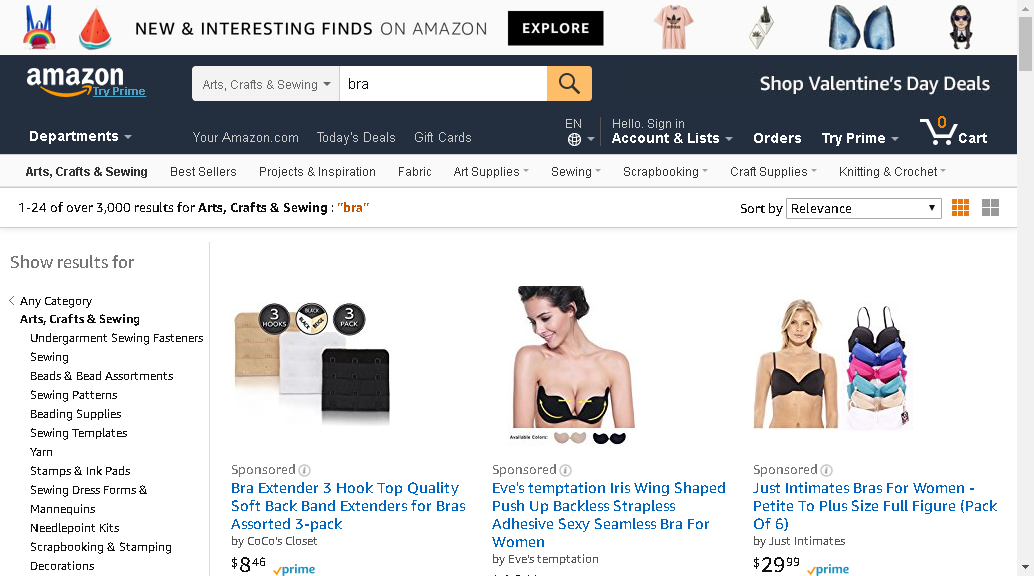 NEW & INTERESTING FINDS ON AMAZON
EXPLORE
amazon
Try Prime
Arts, Crafts & Sewing
bra
Shop Valentine's Day Deals
Departments
Your Amazon.com
Today's Deals
Gift Cards
EN
Hello. Sign in
Account & Lists
Orders
Try Prime
0
Cart
Arts, Crafts & Sewing
Best Sellers
Projects & Inspiration
Fabric
Art Supplies
Sewing
Scrapbooking
Craft Supplies
Knitting & Crochet
1-24 of over 3,000 results for Arts, Crafts & Sewing : "bra"
Sort by
Relevance
Show results for
Any Category
Arts, Crafts & Sewing
Undergarment Sewing Fasteners
Sewing
Beads & Bead Assortments
Sewing Patterns
Beading Supplies
Sewing Templates
Yarn
Stamps & Ink Pads
Sewing Dress Forms &
Mannequins
Needlepoint Kits
Scrapbooking & Stamping
Decorations
3
HOOKS
BLACK
BEIGE
3
PACK
Sponsored
Bra Extender 3 Hook Top Quality
Soft Back Band Extenders for Bras
Assorted 3-pack
by CoCo's Closet
$8 46
prime
Available Colors:
Sponsored
Eve's temptation Iris Wing Shaped
Push Up Backless Strapless
Adhesive Sexy Seamless Bra For
Women
by Eve's temptation
Sponsored
Just Intimates Bras For Women -
Petite To Plus Size Full Figure (Pack
Of 6)
by Just Intimates
$29 99
prime